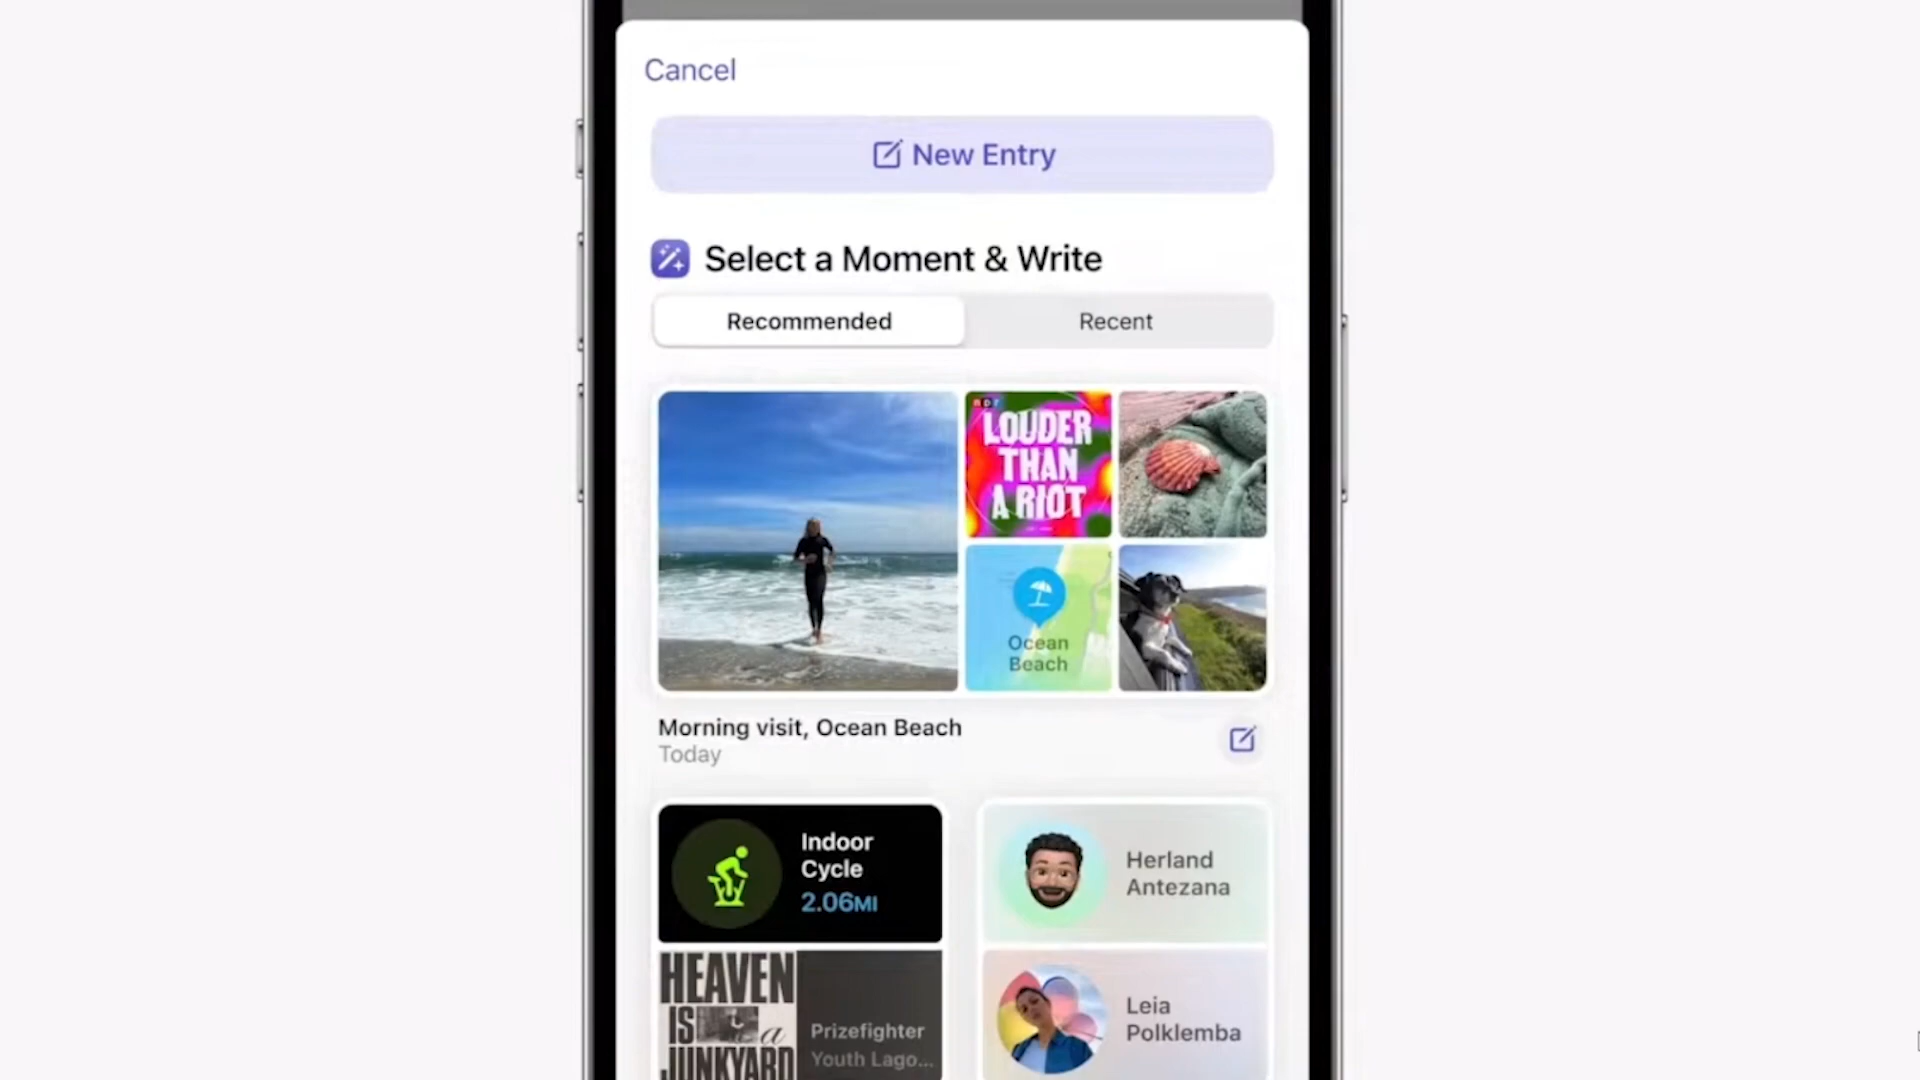 Cancel
New Entry
Select a Moment & Write
Recommended
Recent
npr
LOUDER
THAN
A RIOT
Ocean
Beach
Morning visit, Ocean Beach
Today
Indoor
Cycle
2.06MI
Herland
Antezana
HEAVEN
IS a
JUNKYARD
Prizefighter
Youth Lago...
Leia
Polklemba